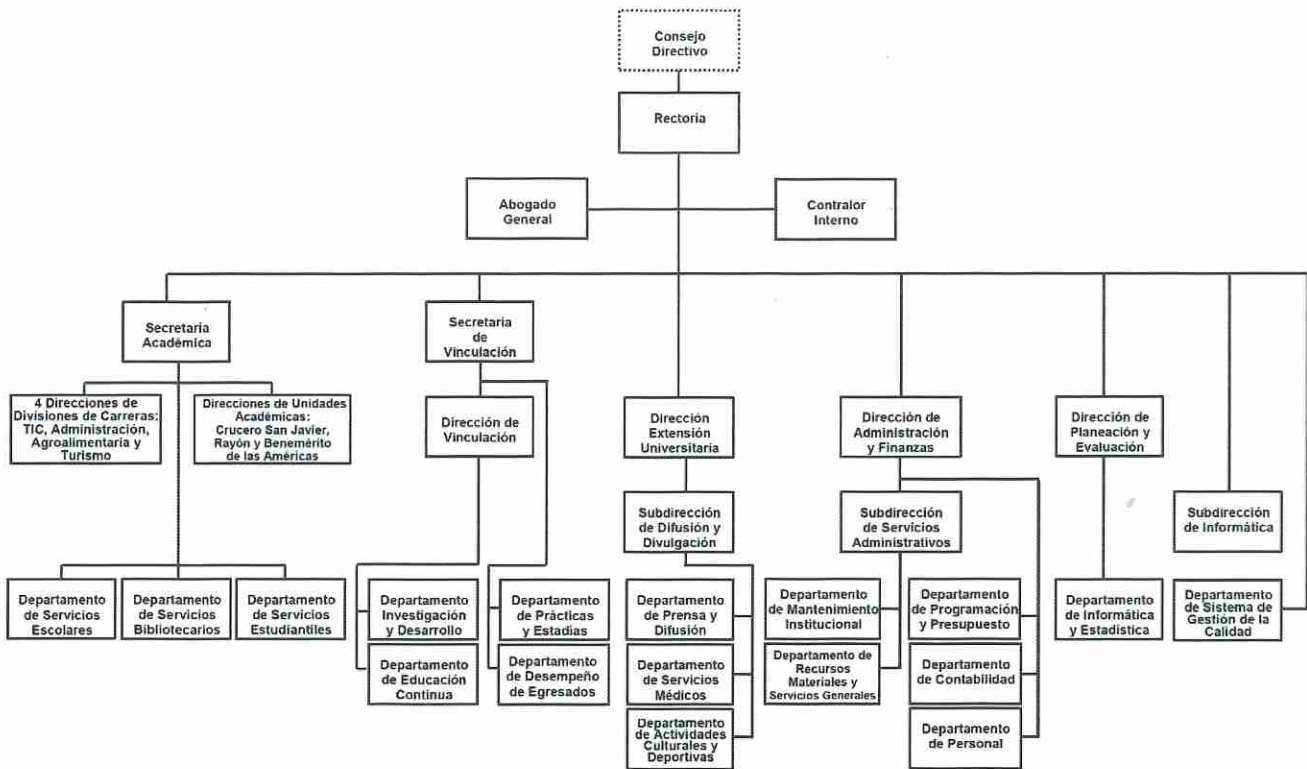 Consejo
Directivo
Rectoría
Abogado
General
Contralor
Interno
Secretaría
Académica
Secretaría
de
Vinculación
4 Direcciones de
Divisiones de Carreras:
TIC, Administración,
Agroalimentaria y
Turismo
Direcciones de Unidades
Académicas:
Crucero San Javier,
Rayón y Benemérito
de las Américas
Dirección de
Vinculación
Dirección
Extensión
Universitaria
Dirección de
Administración
y Finanzas
Dirección de
Planeación y
Evaluación
Subdirección
de Difusión y
Divulgación
Subdirección
de Servicios
Administrativos
Subdirección
de Informática
Departamento
de Servicios
Escolares
Departamento
de Servicios
Bibliotecarios
Departamento
de Servicios
Estudiantiles
Departamento
Investigación
y Desarrollo
Departamento
de Prácticas
y Estadías
Departamento
de Prensa y
Difusión
Departamento
de Mantenimiento
Institucional
Departamento
de Programación
y Presupuesto
Departamento
de Informática
y Estadística
Departamento
de Sistema de
Gestión de la
Calidad
Departamento
de Educación
Continua
Departamento
de Desempeño
de Egresados
Departamento
de Servicios
Médicos
Departamento de
Recursos
Materiales y
Servicios Generales
Departamento
de Contabilidad
Departamento
de Actividades
Culturales y
Deportivas
Departamento
de Personal